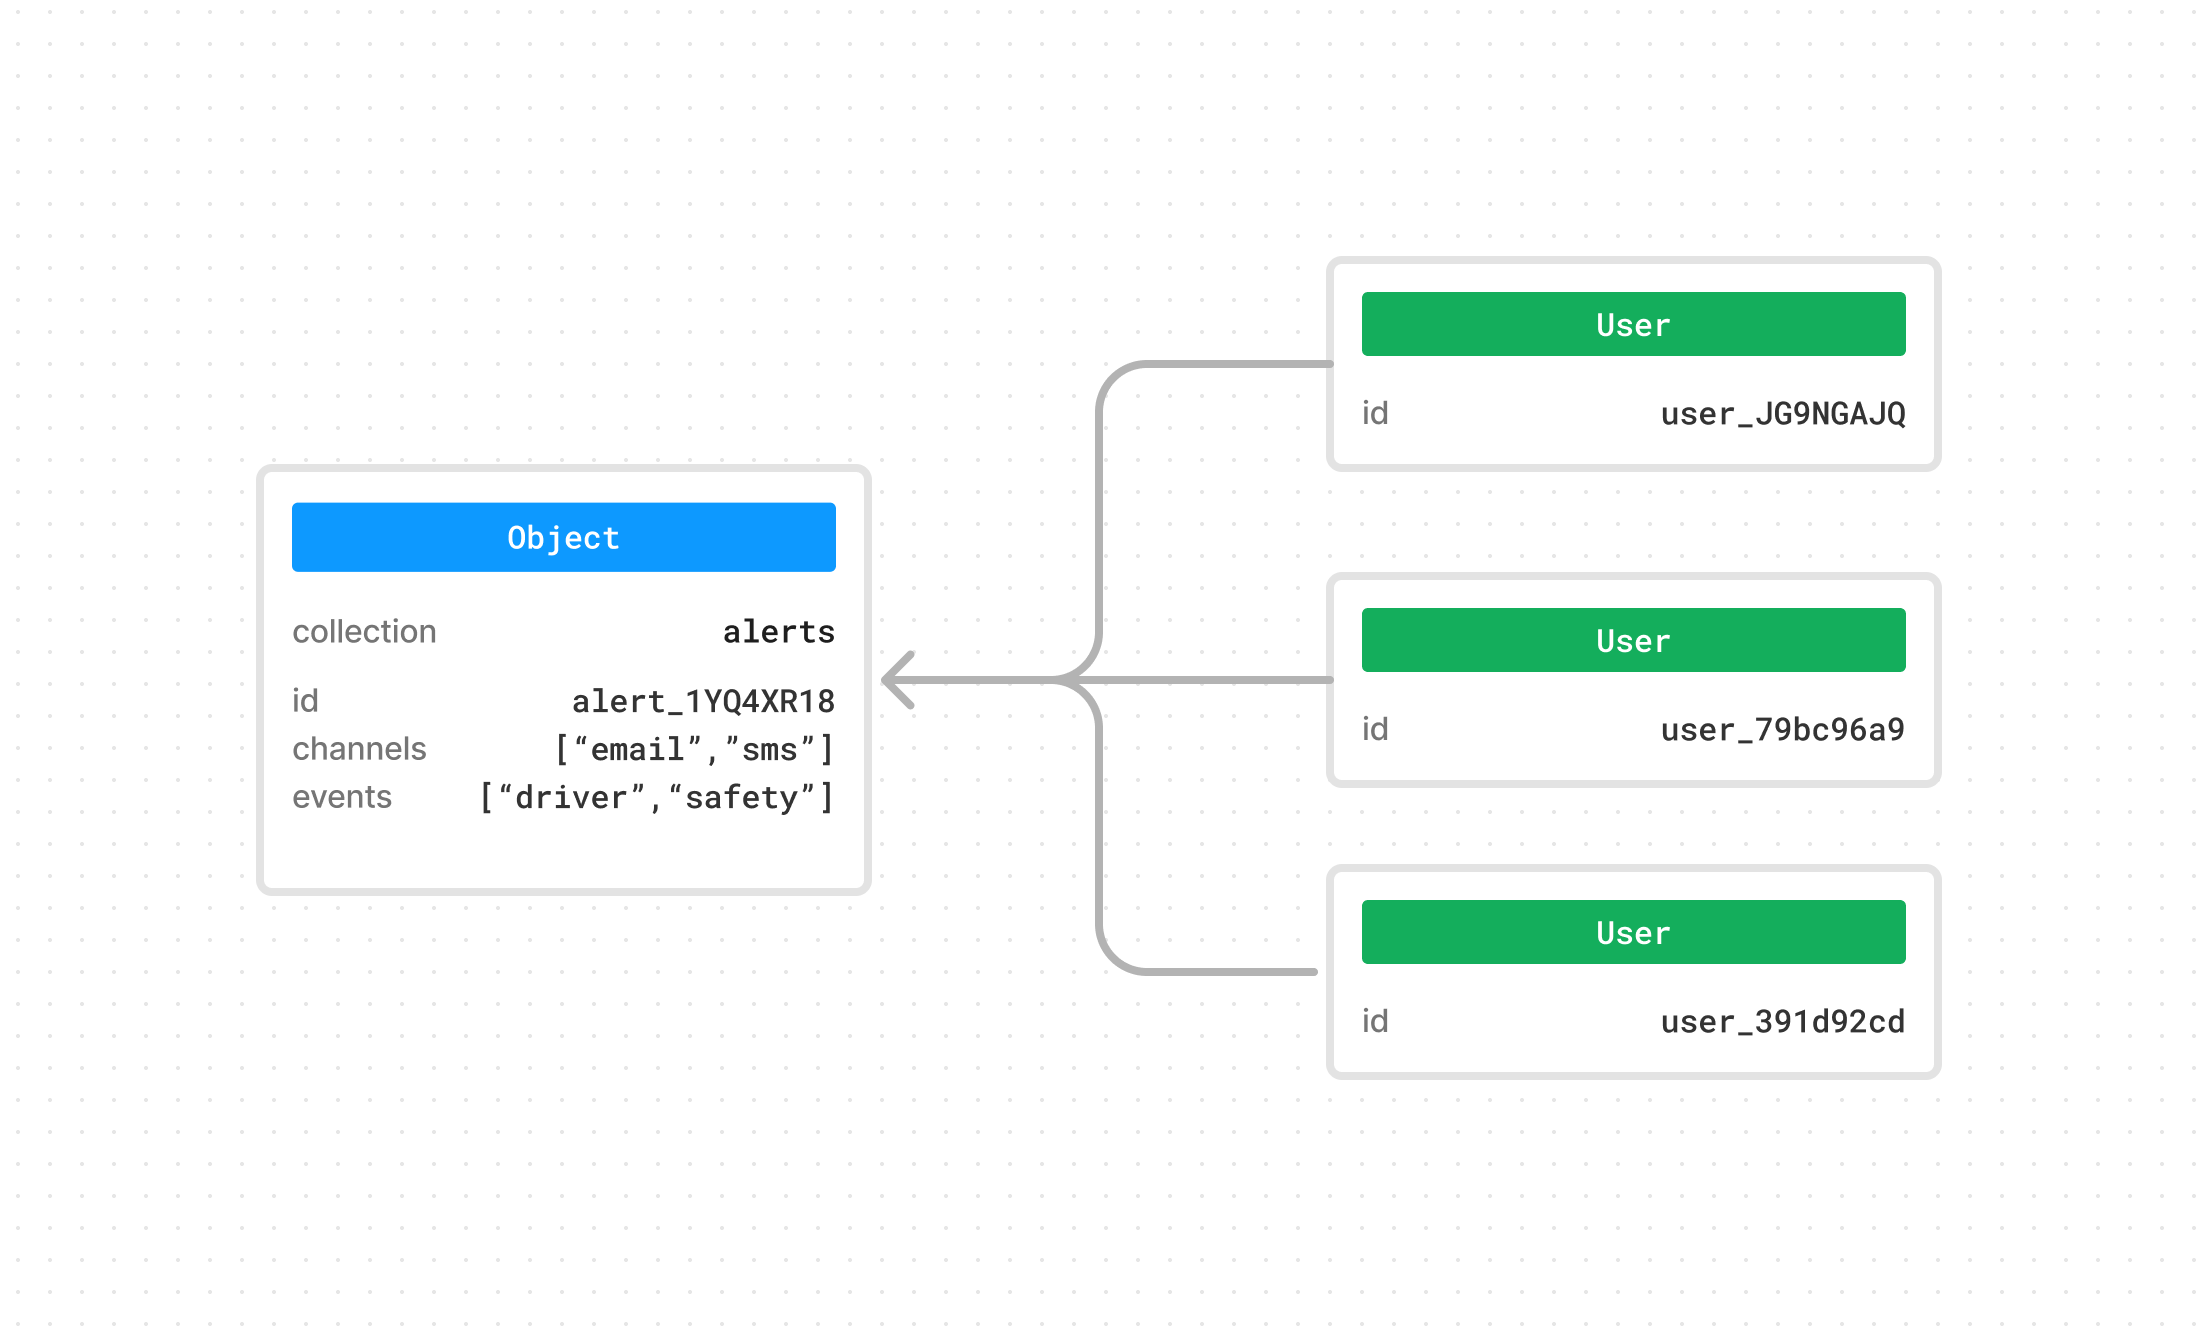 Object
collection alerts
id alert_1YQ4XR18
channels [“email”,”sms”]
events [“driver”,“safety”]
User
id user_JG9NGAJQ
User
id user_79bc96a9
User
id user_391d92cd